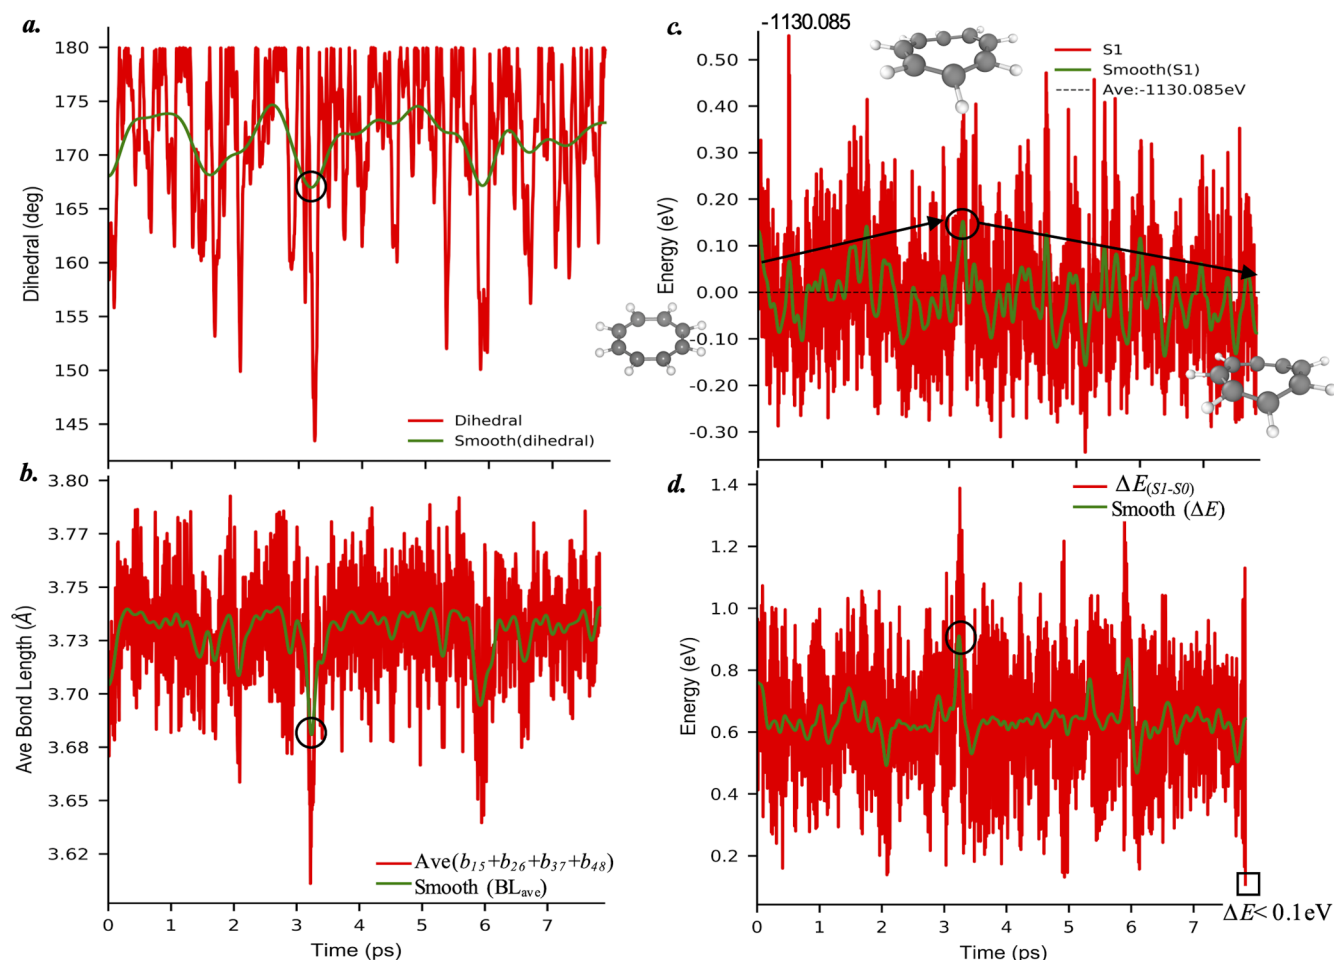 a.
180
175
170
165
160
155
150
145
Dihedral (deg)
Dihedral
Smooth(dihedral)
b.
3.80
3.77
3.75
3.73
3.70
3.68
3.65
3.62
Ave Bond Length (Å)
Ave(b15+b26+b37+b48)
Smooth (BLave)
0 1 2 3 4 5 6 7
Time (ps)
-1130.085
c.
0.50
0.40
0.30
0.20
0.10
0.00
-0.10
-0.20
-0.30
Energy (eV)
S1
Smooth(S1)
Ave:-1130.085eV
d.
1.4
1.2
1.0
0.8
0.6
0.4
0.2
Energy (eV)
ΔE(S1-S0)
Smooth (ΔE)
ΔE< 0.1eV
0 1 2 3 4 5 6 7
Time (ps)